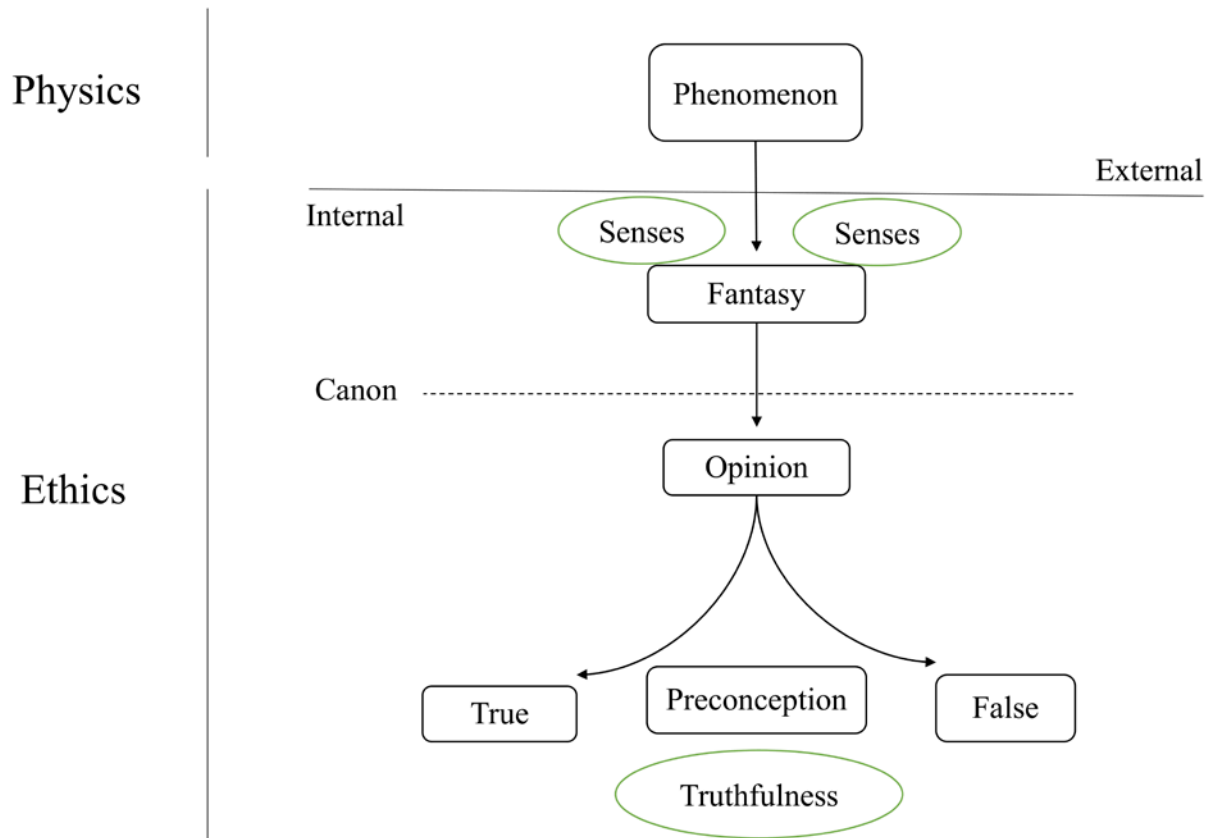 Physics
Phenomenon
External
Internal
Senses
Senses
Fantasy
Canon
Opinion
Ethics
True
Preconception
False
Truthfulness